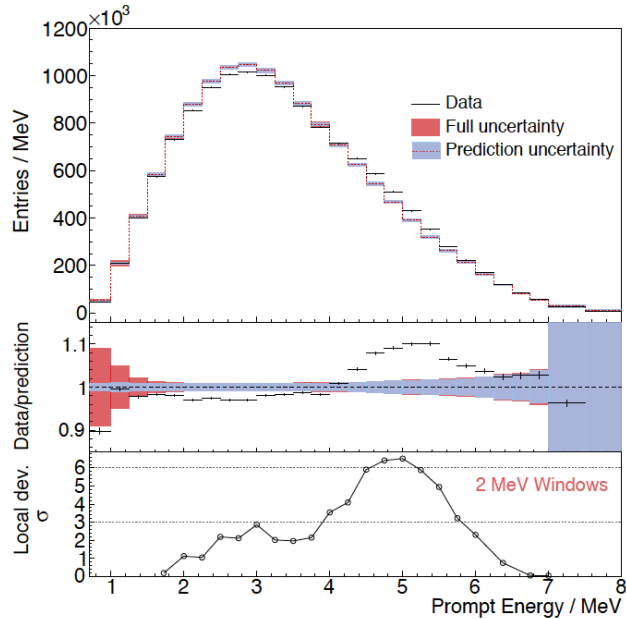 ×10³
1200
1000
800
600
400
200
0
Entries / MeV
Data
Full uncertainty
Prediction uncertainty
1.1
1
0.9
Data/prediction
6
5
4
3
2
1
0
Local dev.
σ
2 MeV Windows
1 2 3 4 5 6 7 8
Prompt Energy / MeV